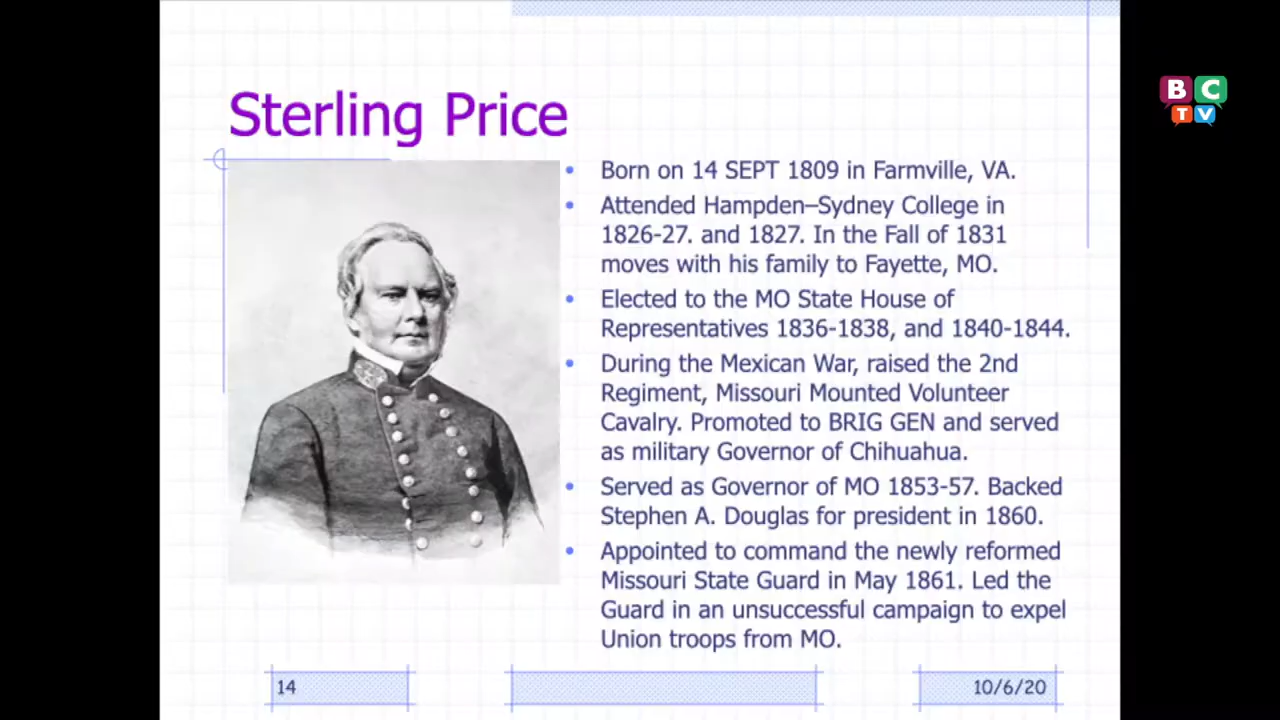 BC
TV
Sterling Price
• Born on 14 SEPT 1809 in Farmville, VA.
• Attended Hampden–Sydney College in
1826-27. and 1827. In the Fall of 1831
moves with his family to Fayette, MO.
• Elected to the MO State House of
Representatives 1836-1838, and 1840-1844.
• During the Mexican War, raised the 2nd
Regiment, Missouri Mounted Volunteer
Cavalry. Promoted to BRIG GEN and served
as military Governor of Chihuahua.
• Served as Governor of MO 1853-57. Backed
Stephen A. Douglas for president in 1860.
• Appointed to command the newly reformed
Missouri State Guard in May 1861. Led the
Guard in an unsuccessful campaign to expel
Union troops from MO.
14
10/6/20